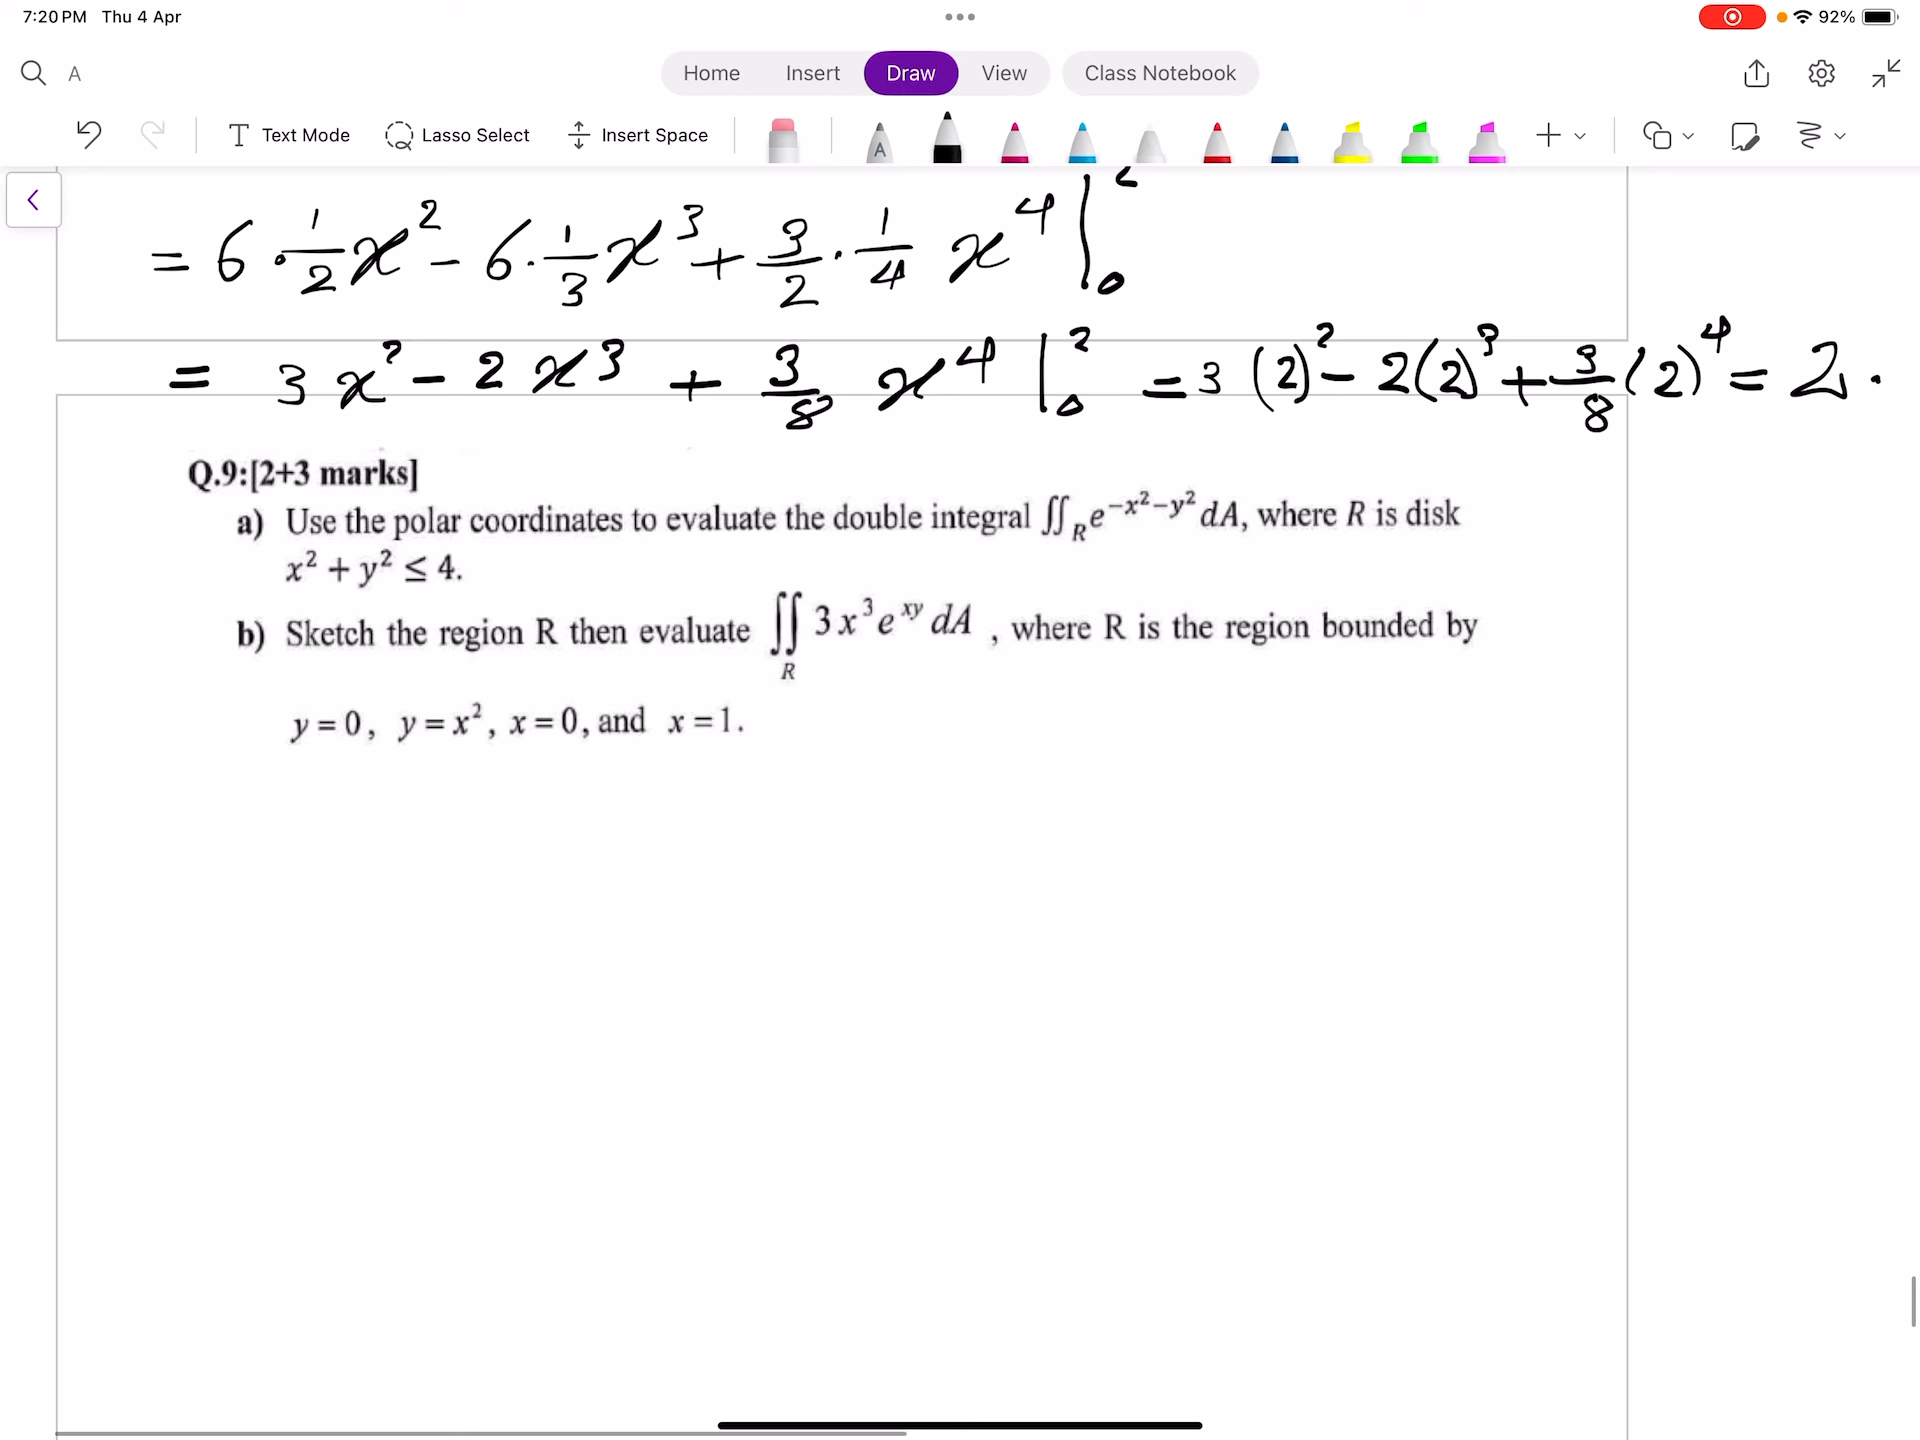 7:20 PM Thu 4 Apr
92%
A
Home Insert Draw View Class Notebook
Text Mode Lasso Select Insert Space
A
= 6 · 1/2 x² - 6 · 1/3 x³ + 3/2 · 1/4 x⁴ |₀²
= 3x² - 2x³ + 3/8 x⁴ |₀² = 3(2)² - 2(2)³ + 3/8 (2)⁴ = 2.
Q.9:[2+3 marks]
a) Use the polar coordinates to evaluate the double integral ∬_R e^(-x²-y²) dA, where R is disk
x² + y² ≤ 4.
b) Sketch the region R then evaluate ∬_R 3x³e^(xy) dA , where R is the region bounded by
y = 0, y = x², x = 0, and x = 1.